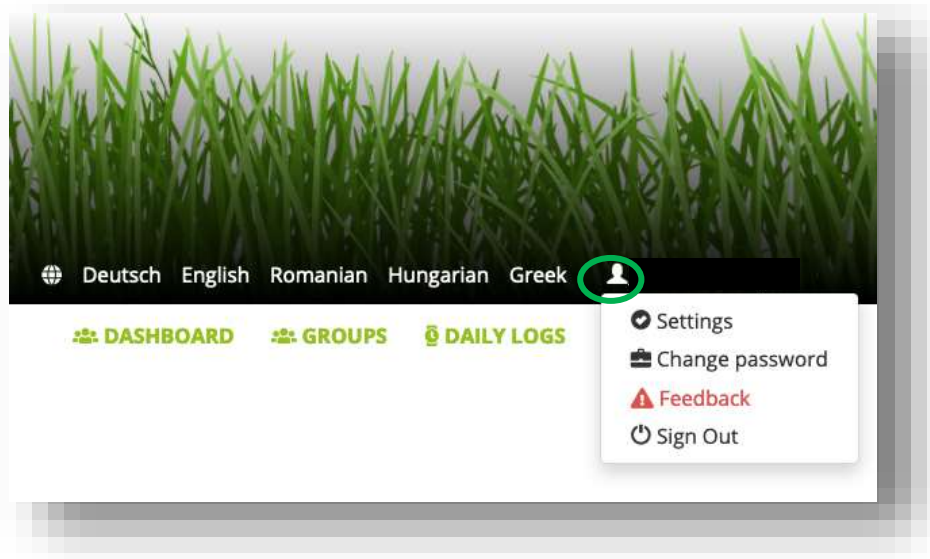 Deutsch English Romanian Hungarian Greek
DASHBOARD GROUPS DAILY LOGS
Settings
Change password
Feedback
Sign Out